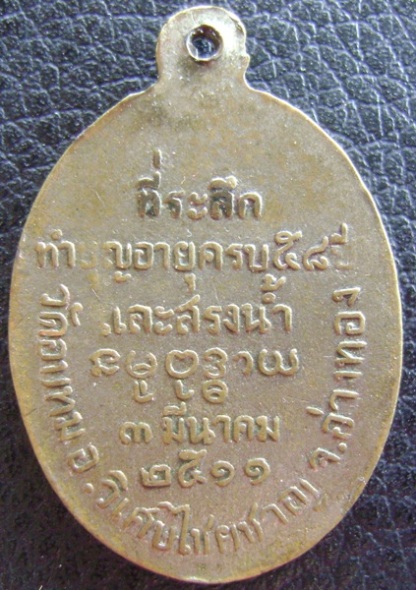 ที่ระลึก
ทำบุญอายุครบ๕๘ปี
และสรงน้ำ
๓ มีนาคม
๒๕๑๑
อ.วิเศษไชยชาญ จ.อ่างทอง